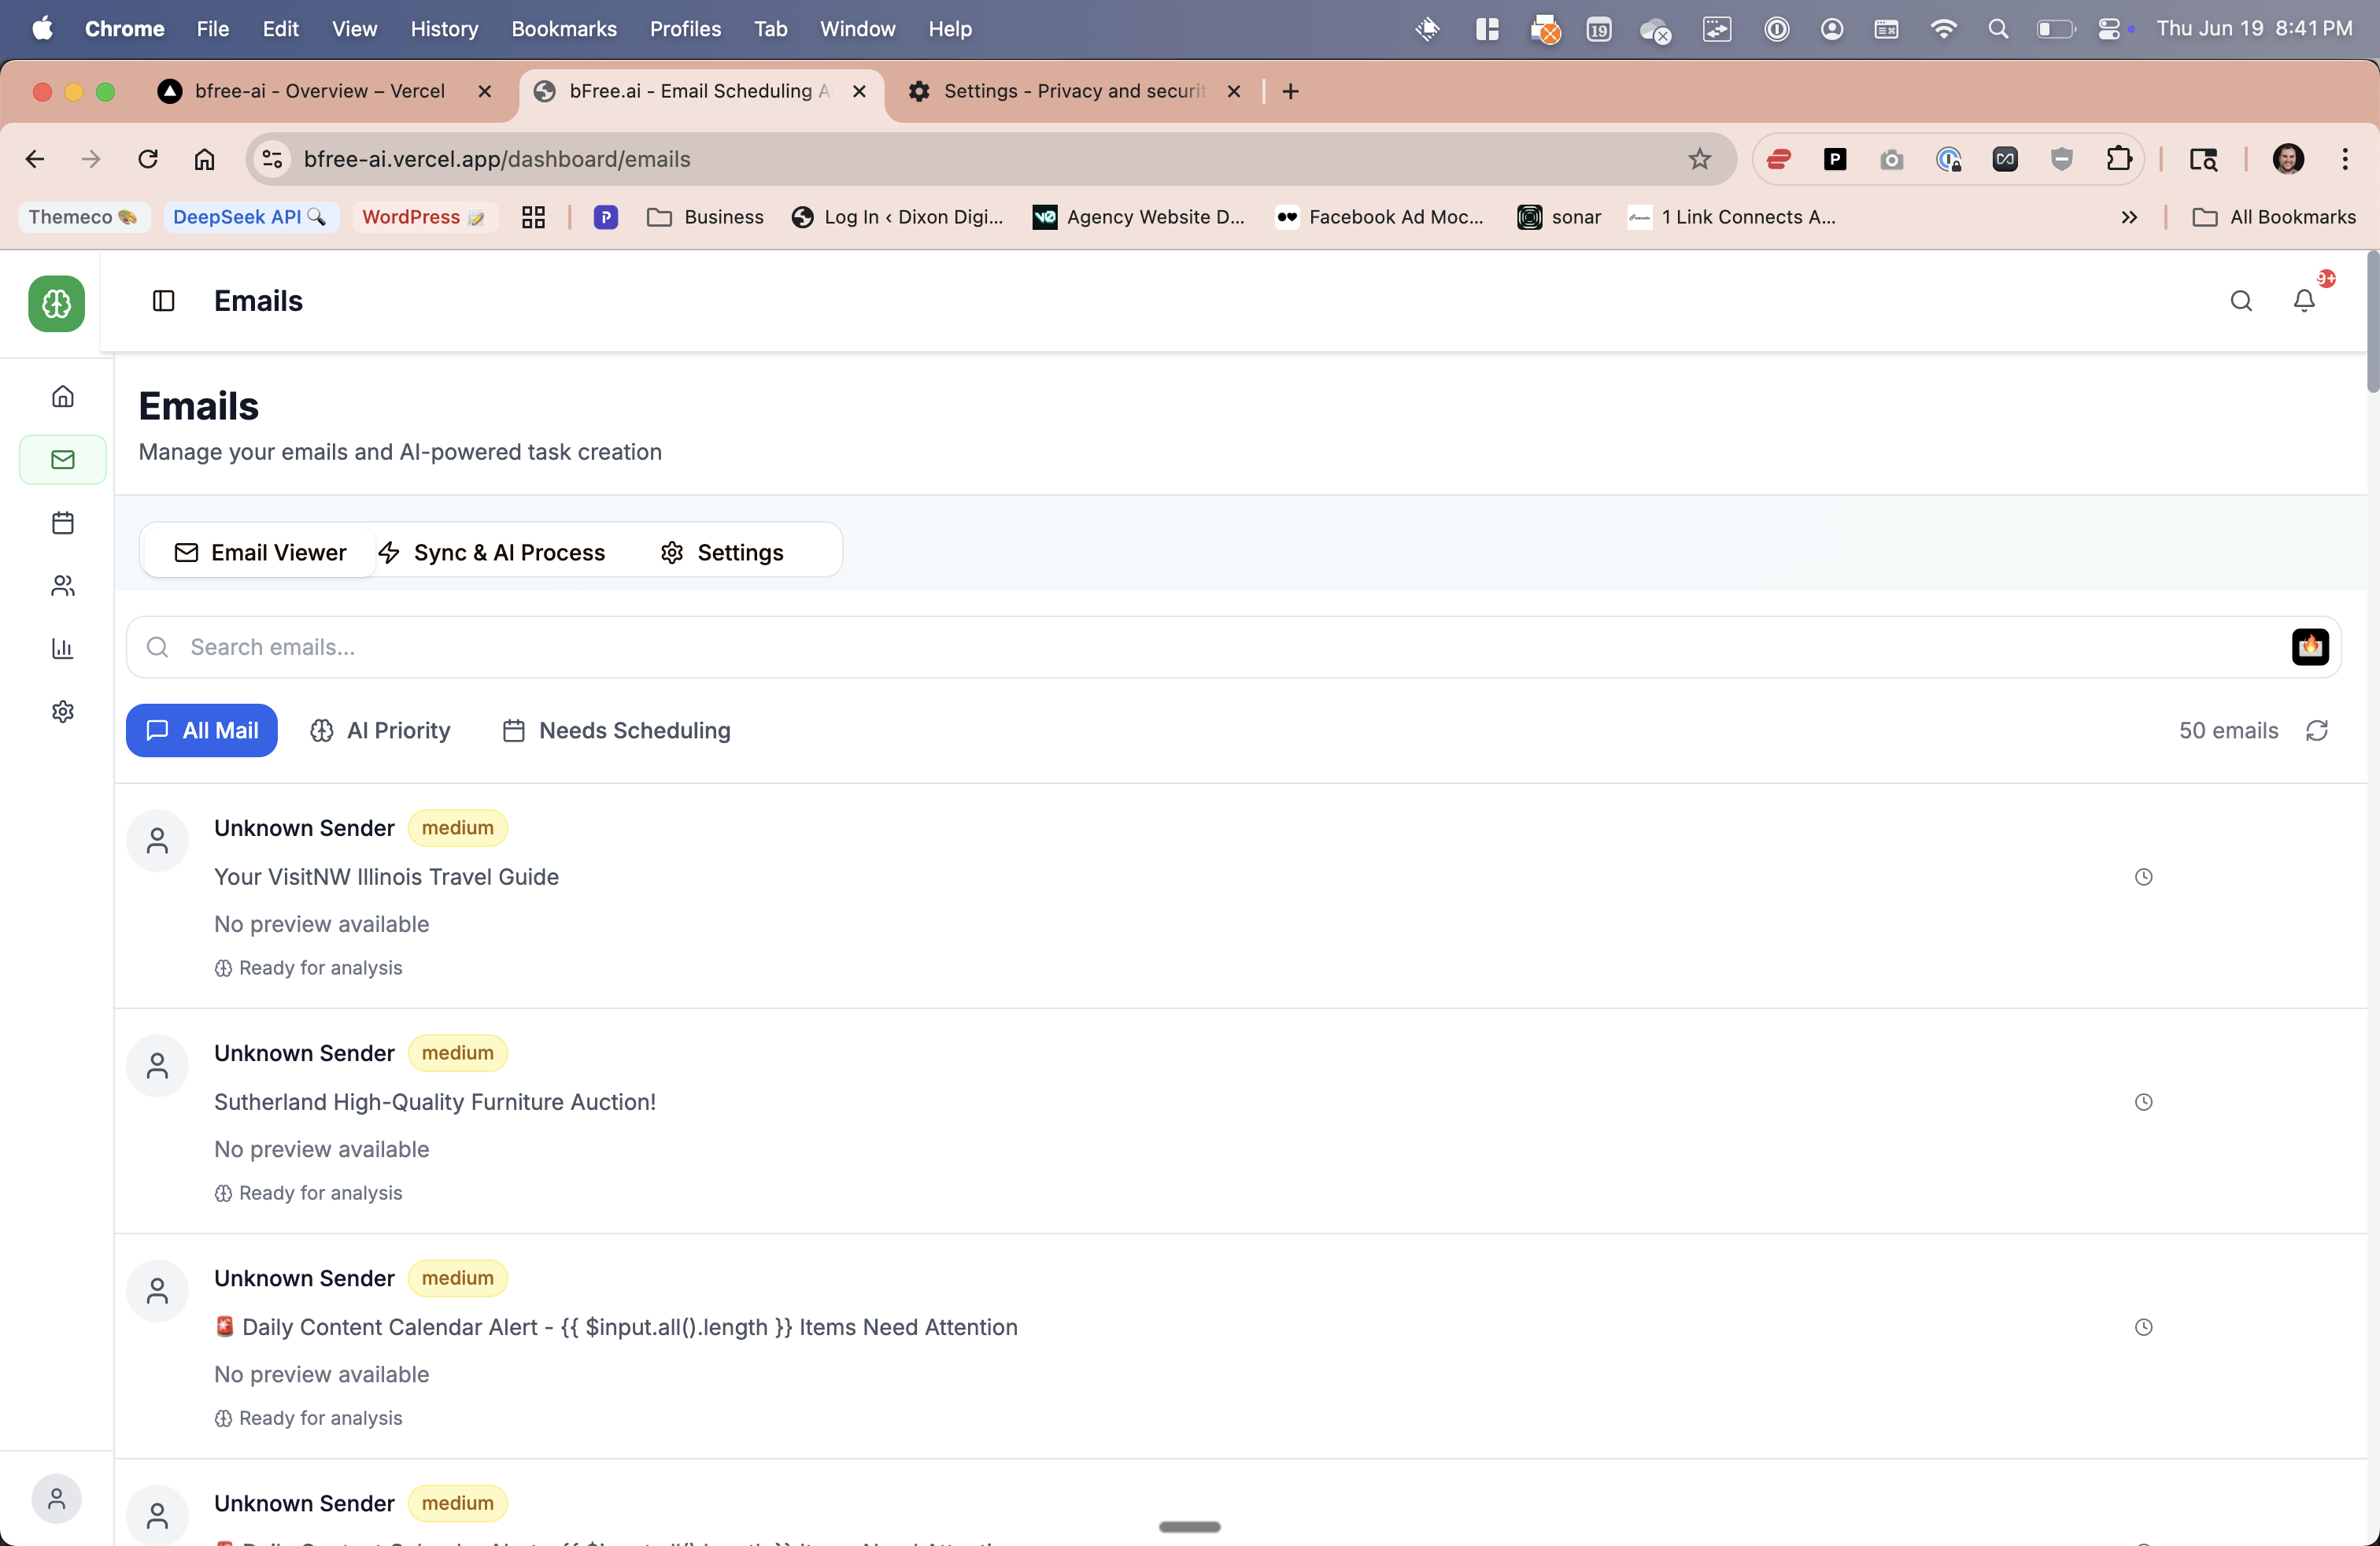 Chrome File Edit View History Bookmarks Profiles Tab Window Help 19 Thu Jun 19 8:41 PM
bfree-ai - Overview – Vercel bFree.ai - Email Scheduling A Settings - Privacy and securit
bfree-ai.vercel.app/dashboard/emails
Themeco 🎨 DeepSeek API 🔍 WordPress 📝 P Business Log In ‹ Dixon Digi... Agency Website D... Facebook Ad Moc... sonar 1 Link Connects A... » All Bookmarks
Emails 9+
Emails
Manage your emails and AI-powered task creation
Email Viewer Sync & AI Process Settings
Search emails...
All Mail AI Priority Needs Scheduling 50 emails
Unknown Sender medium
Your VisitNW Illinois Travel Guide
No preview available
Ready for analysis
Unknown Sender medium
Sutherland High-Quality Furniture Auction!
No preview available
Ready for analysis
Unknown Sender medium
🚨 Daily Content Calendar Alert - {{ $input.all().length }} Items Need Attention
No preview available
Ready for analysis
Unknown Sender medium